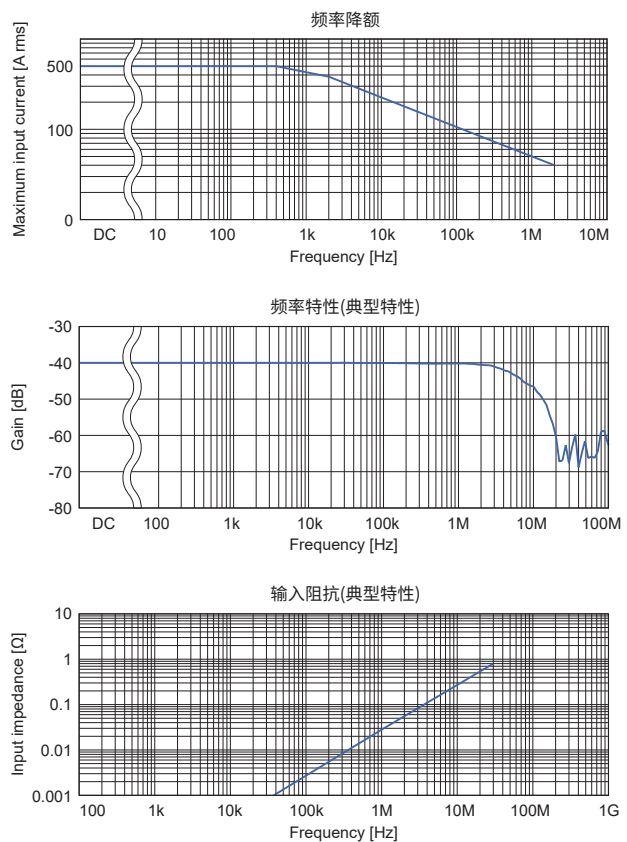 频率降额
Maximum input current [A rms]
500
100
0
DC 10 100 1k 10k 100k 1M 10M
Frequency [Hz]
频率特性(典型特性)
Gain [dB]
-30
-40
-50
-60
-70
-80
DC 100 1k 10k 100k 1M 10M 100M
Frequency [Hz]
输入阻抗(典型特性)
Input impedance [Ω]
10
1
0.1
0.01
0.001
100 1k 10k 100k 1M 10M 100M 1G
Frequency [Hz]